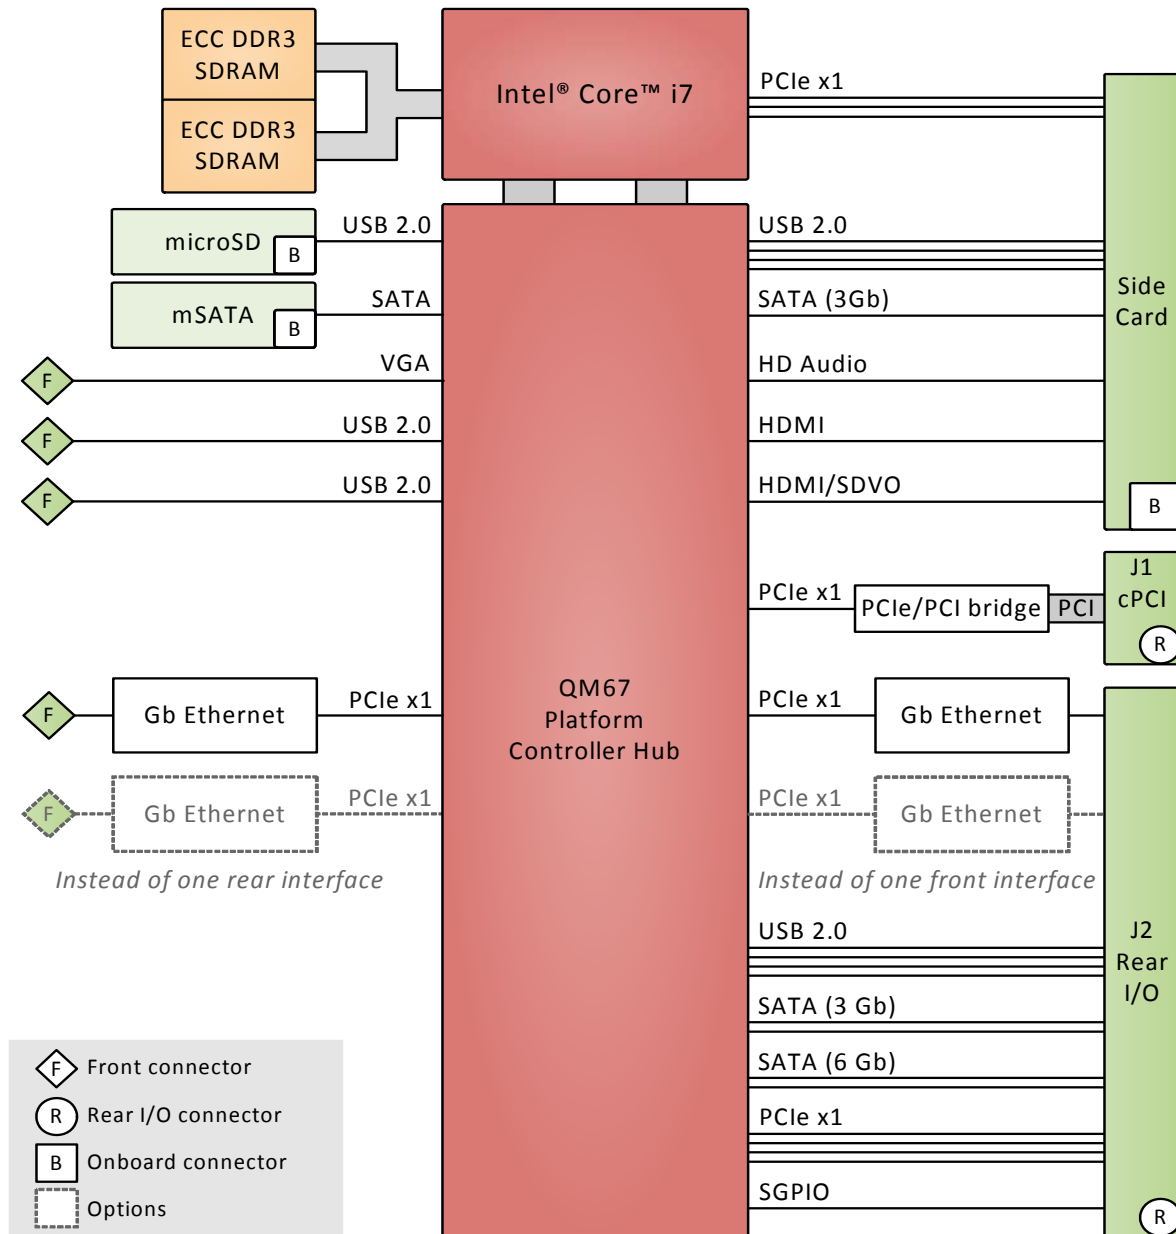 ECC DDR3
SDRAM
ECC DDR3
SDRAM
Intel® Core™ i7
PCIe x1
microSD
B
USB 2.0
mSATA
B
SATA
F
VGA
F
USB 2.0
F
USB 2.0
USB 2.0
SATA (3Gb)
HD Audio
HDMI
HDMI/SDVO
Side
Card
B
PCIe x1
PCIe/PCI bridge
PCI
J1
cPCI
R
QM67
Platform
Controller Hub
F
Gb Ethernet
PCIe x1
PCIe x1
Gb Ethernet
F
Gb Ethernet
PCIe x1
PCIe x1
Gb Ethernet
Instead of one rear interface
Instead of one front interface
USB 2.0
SATA (3 Gb)
SATA (6 Gb)
PCIe x1
SGPIO
J2
Rear
I/O
R
F Front connector
R Rear I/O connector
B Onboard connector
Options